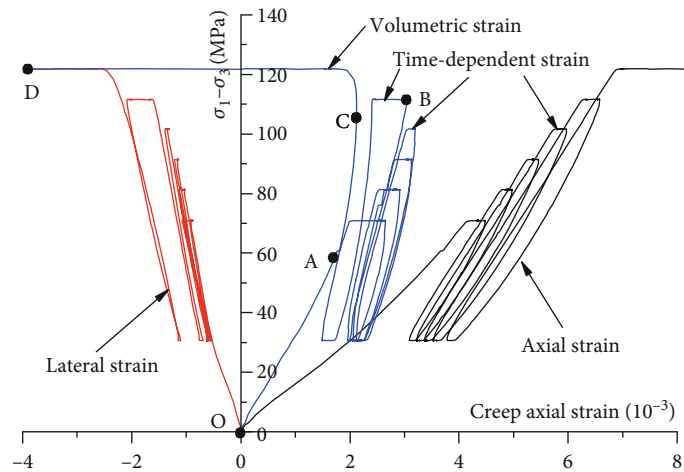 140
120
100
80
60
40
20
0
σ1–σ3 (MPa)
Volumetric strain
Time-dependent strain
D
B
C
A
O
Lateral strain
Axial strain
Creep axial strain (10⁻³)
−4
−2
0
2
4
6
8